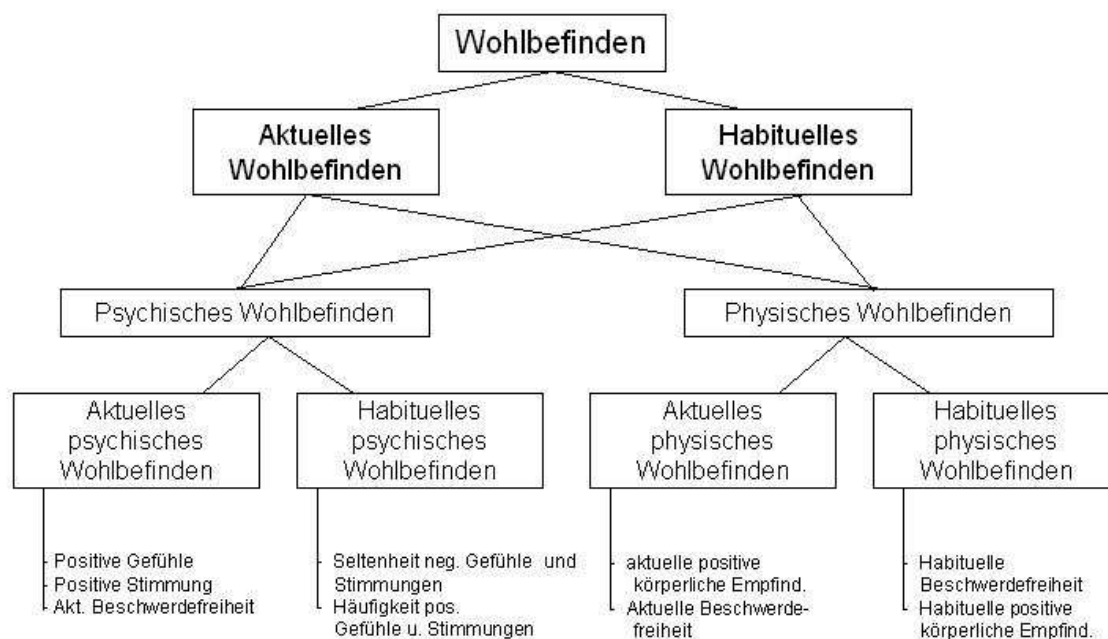 Wohlbefinden
Aktuelles
Wohlbefinden
Habituelles
Wohlbefinden
Psychisches Wohlbefinden
Physisches Wohlbefinden
Aktuelles
psychisches
Wohlbefinden
Habituelles
psychisches
Wohlbefinden
Aktuelles
physisches
Wohlbefinden
Habituelles
physisches
Wohlbefinden
- Positive Gefühle
- Positive Stimmung
- Akt. Beschwerdefreiheit
- Seltenheit neg. Gefühle und
Stimmungen
- Häufigkeit pos.
Gefühle u. Stimmungen
- aktuelle positive
körperliche Empfind.
- Aktuelle Beschwerde-
freiheit
- Habituelle
Beschwerdefreiheit
- Habituelle positive
körperliche Empfind.